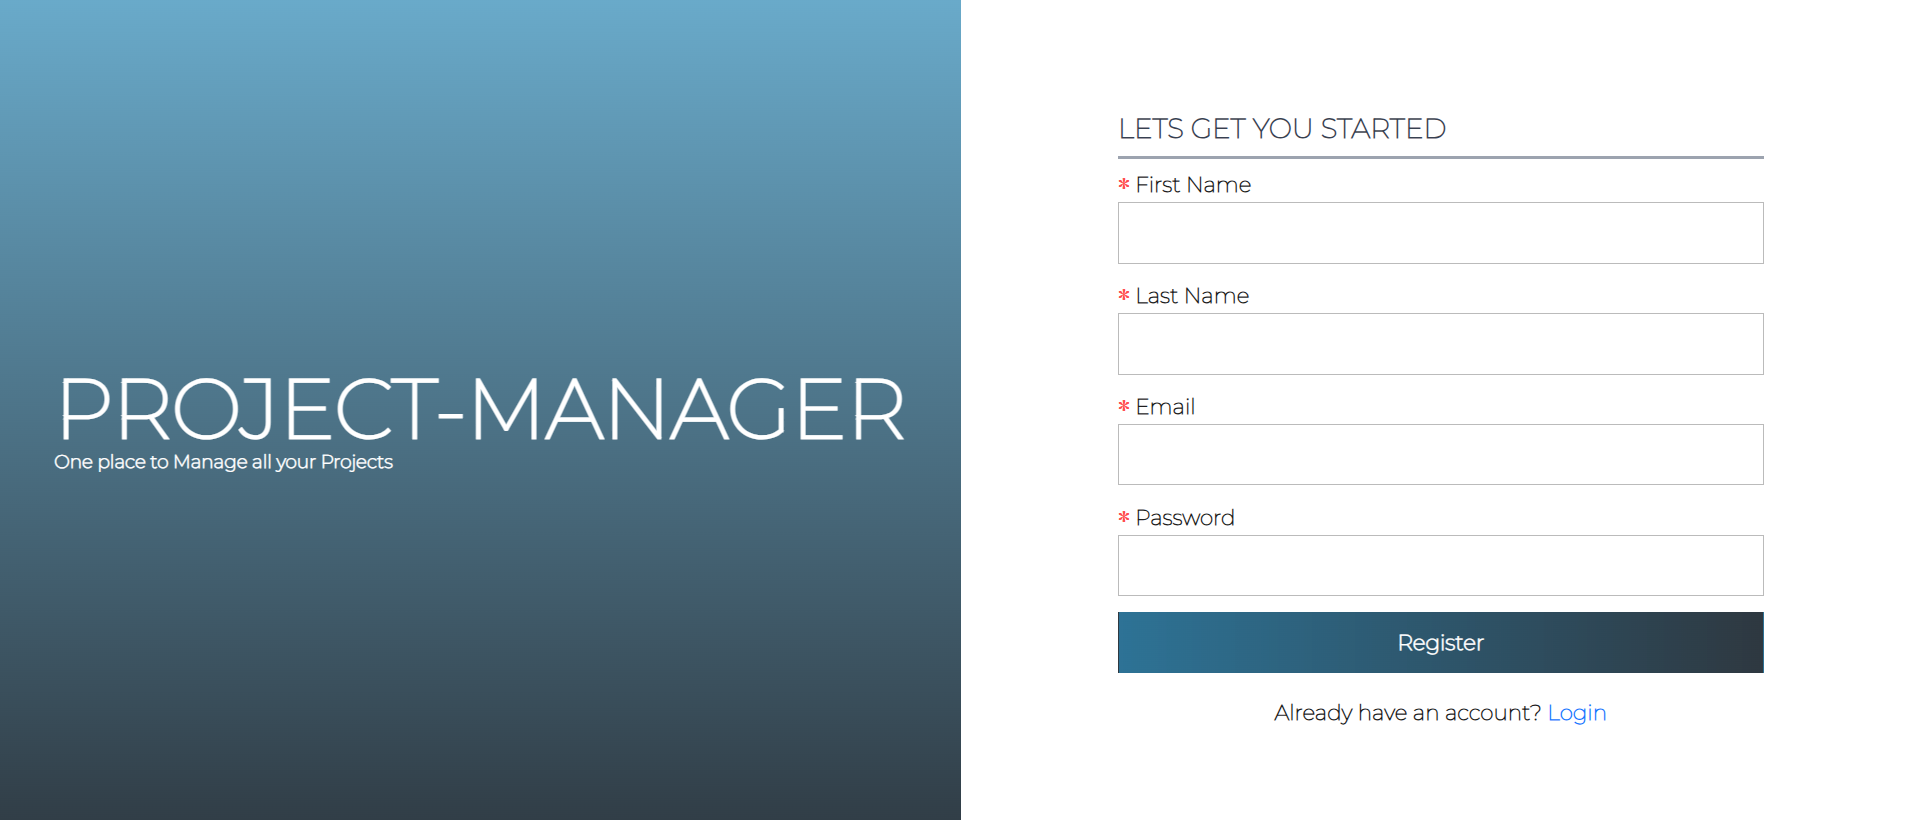 PROJECT-MANAGER
One place to Manage all your Projects
LETS GET YOU STARTED
* First Name
* Last Name
* Email
* Password
Register
Already have an account? Login